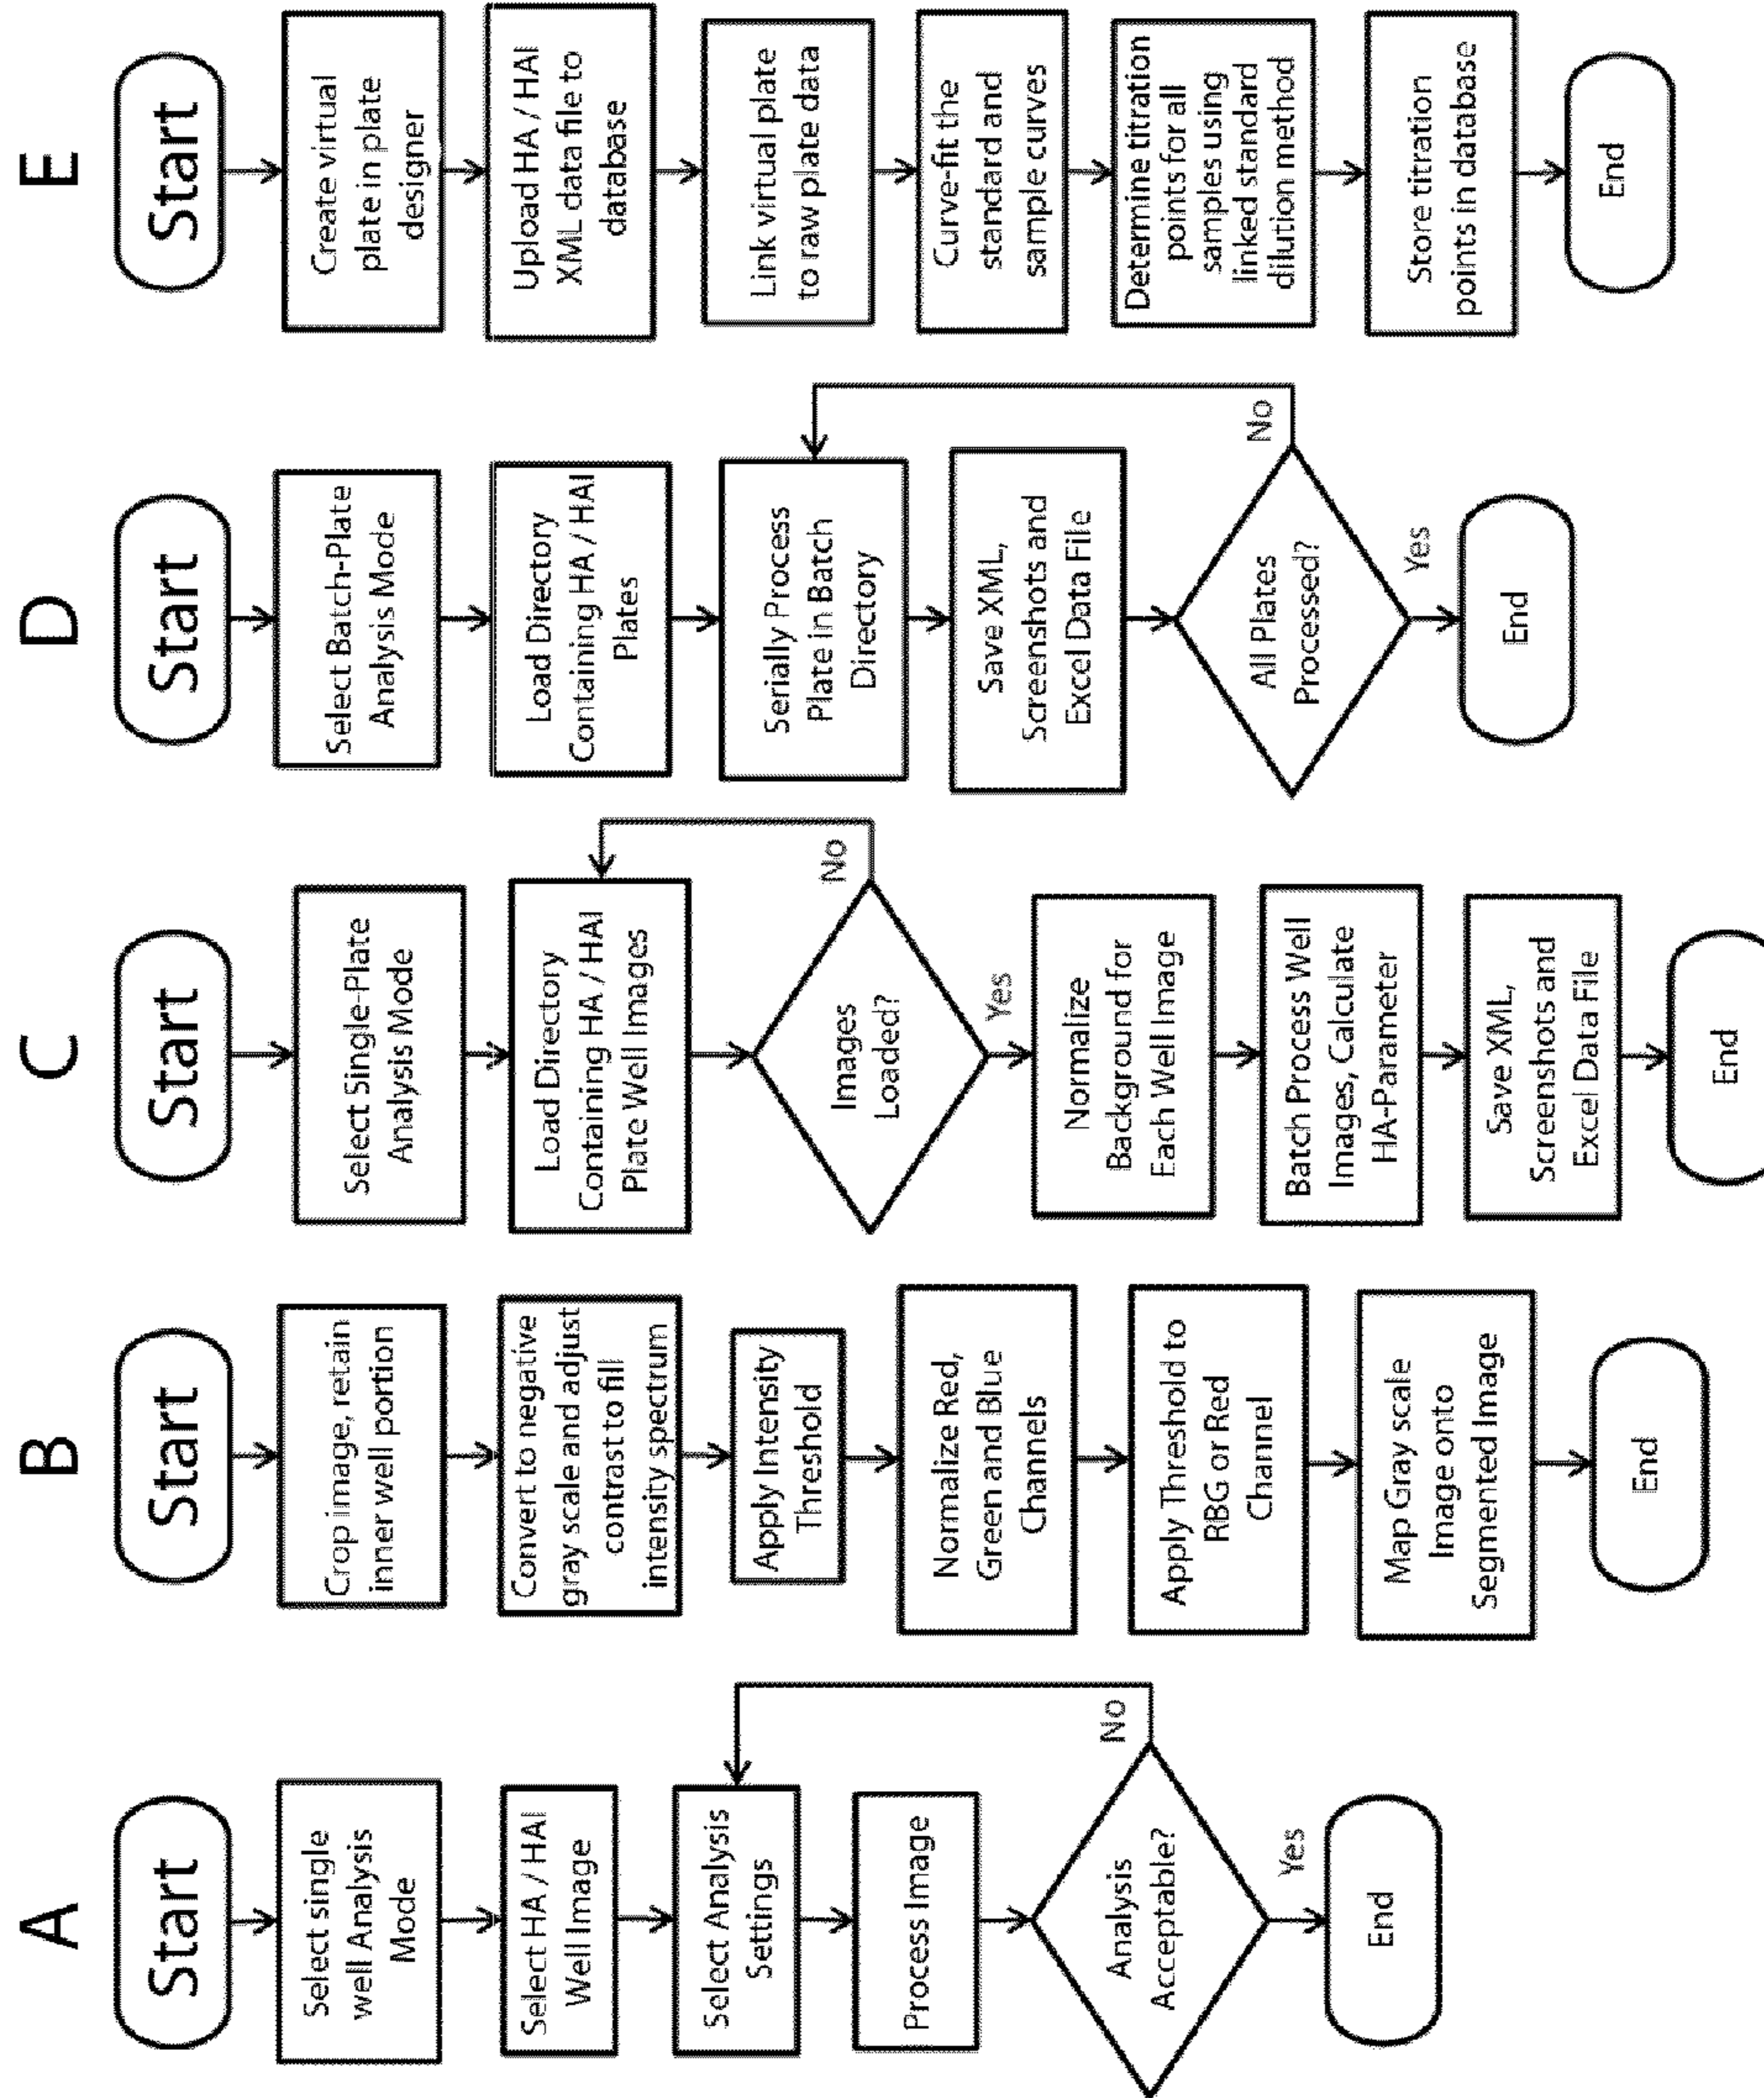 A
Start
Select single
well Analysis
Mode
Select HA / HAI
Well Image
Select Analysis
Settings
Process Image
Analysis
Acceptable?
No
Yes
End
B
Start
Crop image, retain
inner well portion
Convert to negative
gray scale and adjust
contrast to fill
intensity spectrum
Apply Intensity
Threshold
Normalize Red,
Green and Blue
Channels
Apply Threshold to
RBG or Red
Channel
Map Gray scale
Image onto
Segmented Image
End
C
Start
Select Single-Plate
Analysis Mode
Load Directory
Containing HA / HAI
Plate Well Images
Images
Loaded?
No
Yes
Normalize
Background for
Each Well Image
Batch Process Well
Images, Calculate
HA-Parameter
Save XML,
Screenshots and
Excel Data File
End
D
Start
Select Batch-Plate
Analysis Mode
Load Directory
Containing HA / HAI
Plates
Serially Process
Plate in Batch
Directory
Save XML,
Screenshots and
Excel Data File
All Plates
Processed?
No
Yes
End
E
Start
Create virtual
plate in plate
designer
Upload HA / HAI
XML data file to
database
Link virtual plate
to raw plate data
Curve-fit the
standard and
sample curves
Determine titration
points for all
samples using
linked standard
dilution method
Store titration
points in database
End